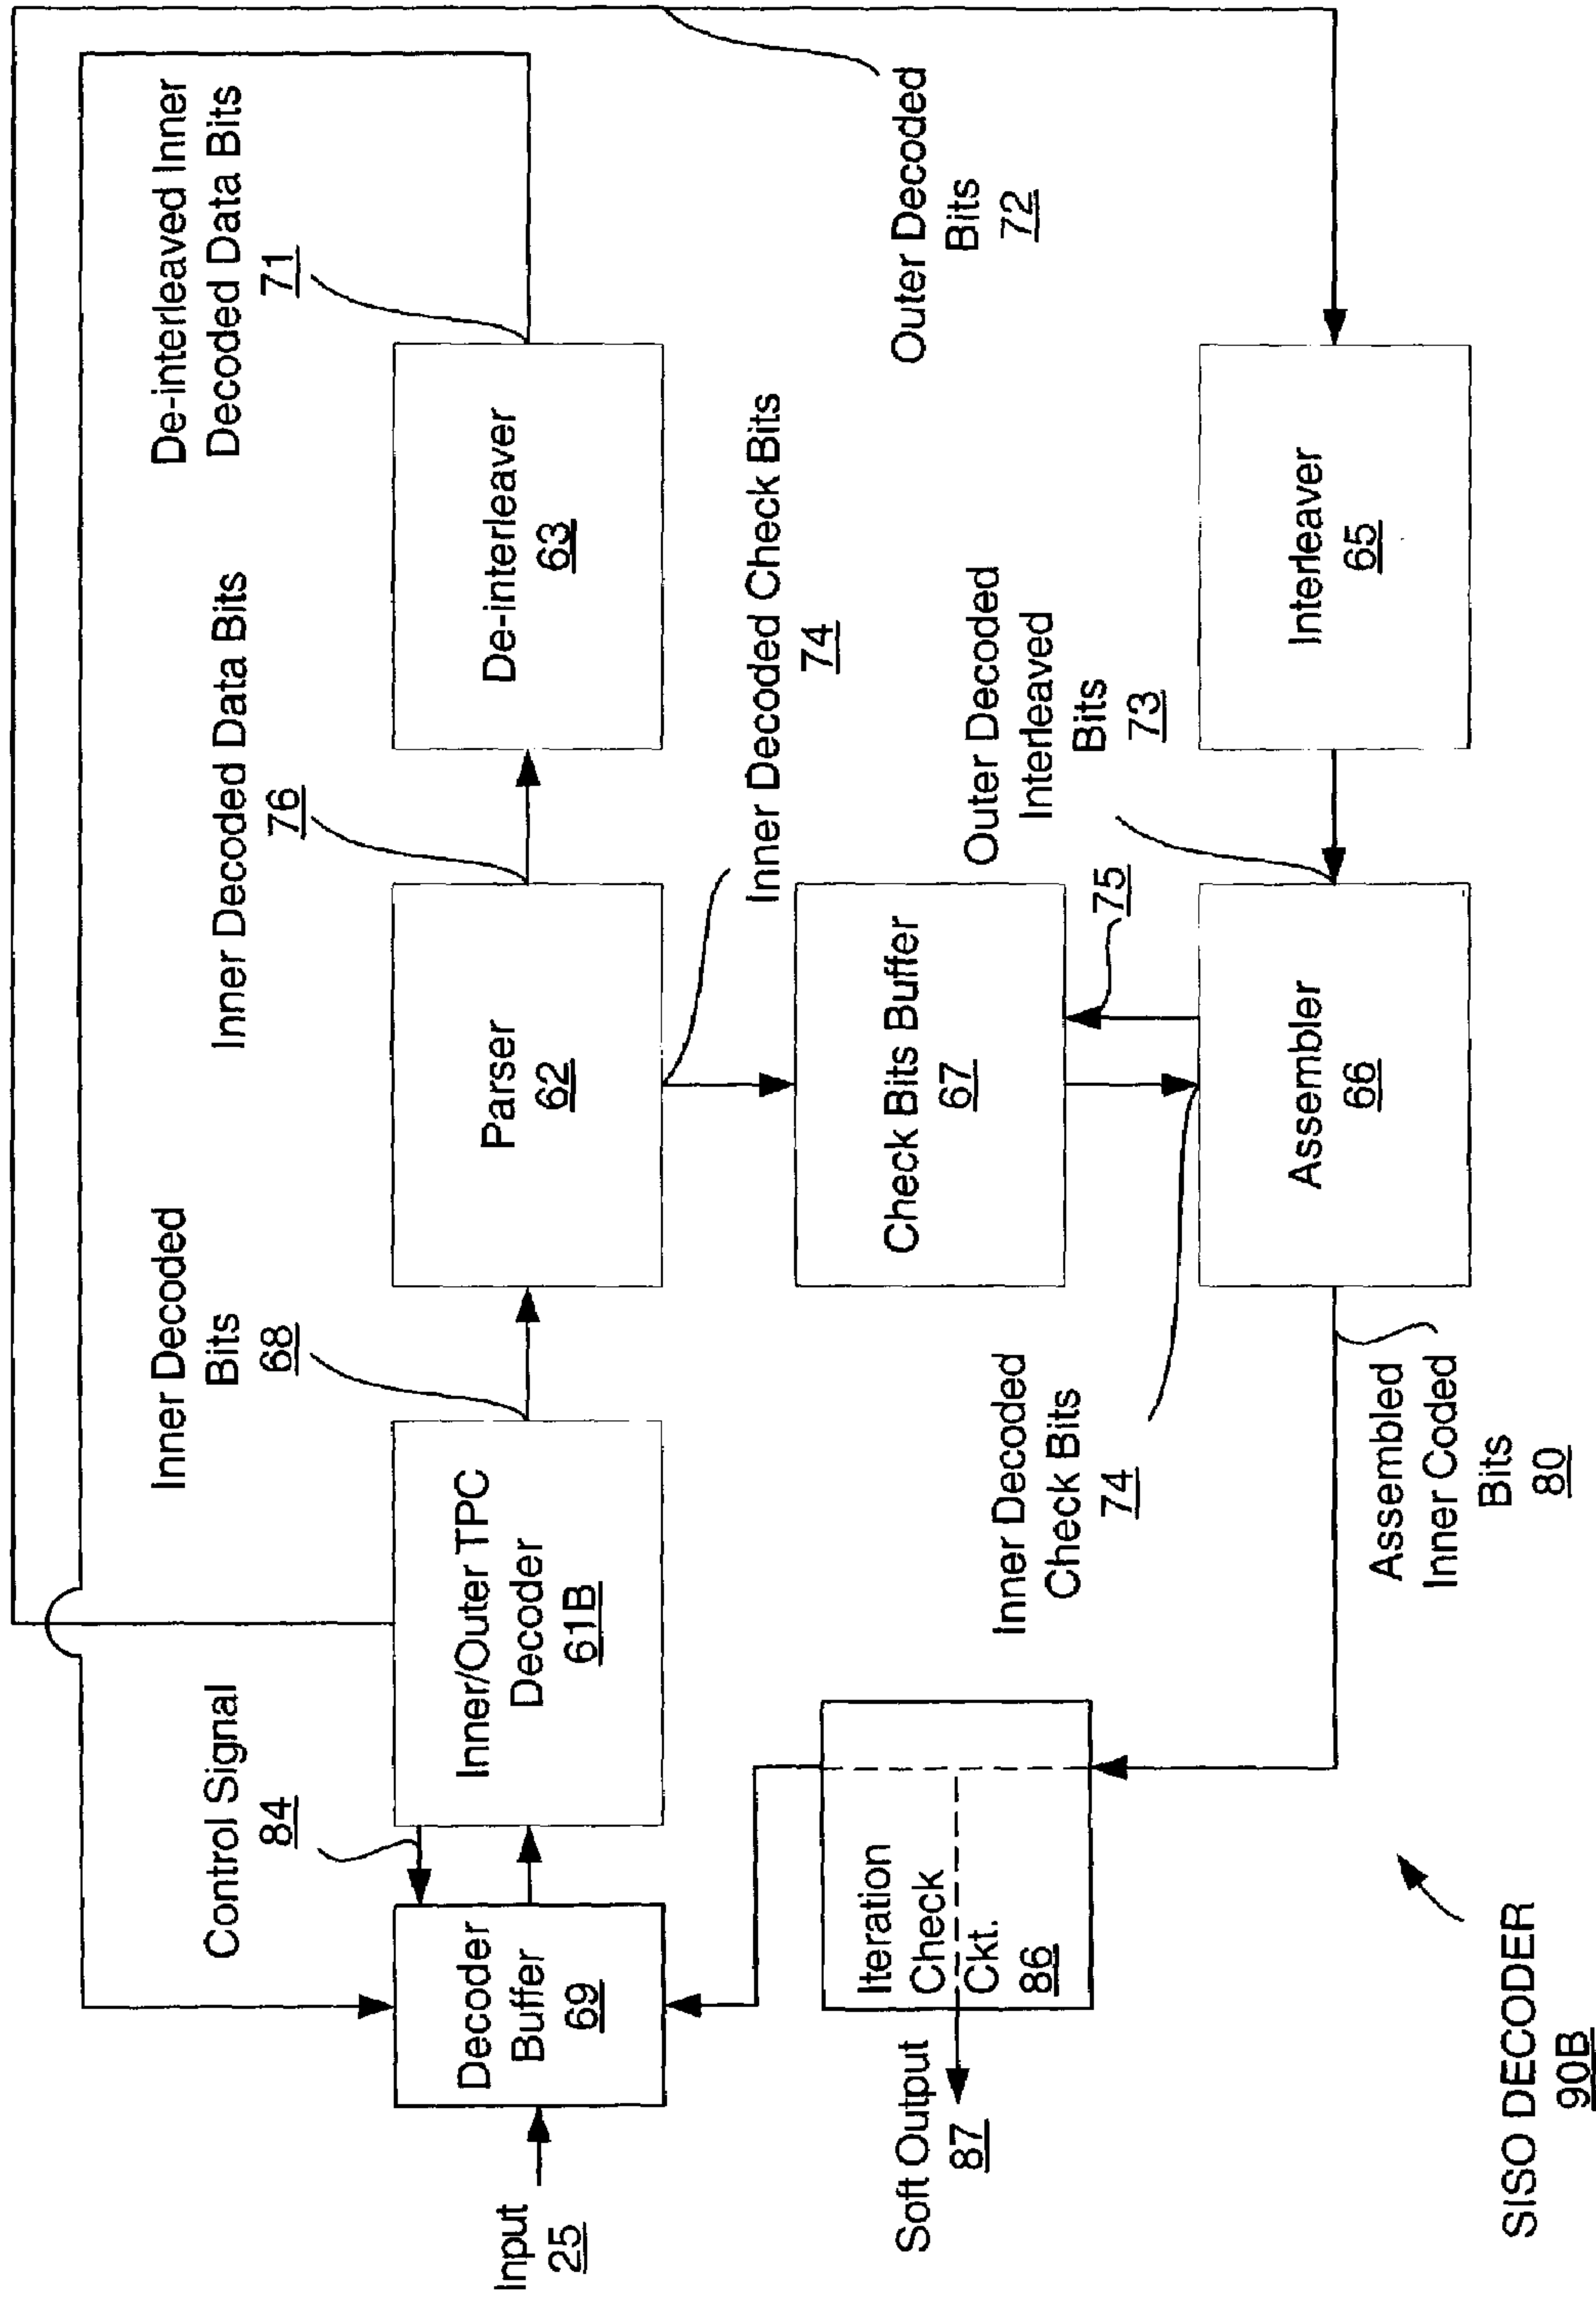 De-interleaved Inner
Decoded Data Bits
71
Inner Decoded Data Bits
76
Inner Decoded
Bits
68
Control Signal
84
Input
25
Decoder
Buffer
69
Inner/Outer TPC
Decoder
61B
Parser
62
De-interleaver
63
Inner Decoded Check Bits
74
Outer Decoded
Bits
72
Soft Output
87
Iteration
Check
Ckt.
86
Check Bits Buffer
67
75
Outer Decoded
Interleaved
Bits
73
Inner Decoded
Check Bits
74
Assembler
66
Interleaver
65
Assembled
Inner Coded
Bits
80
SISO DECODER
90B